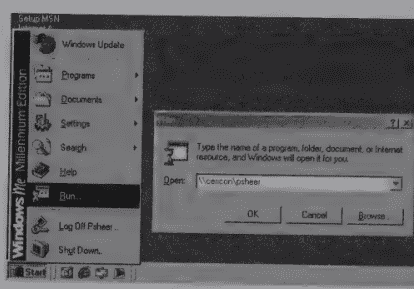 Setup MSN
Windows Update
Programs
Documents
Settings
Search
Help
Run...
Log Off Psheer...
Shut Down...
Windows Me Millennium Edition
Start
Type the name of a program, folder, document, or Internet
resource, and Windows will open it for you.
Open:
OK
Cancel
Browse...